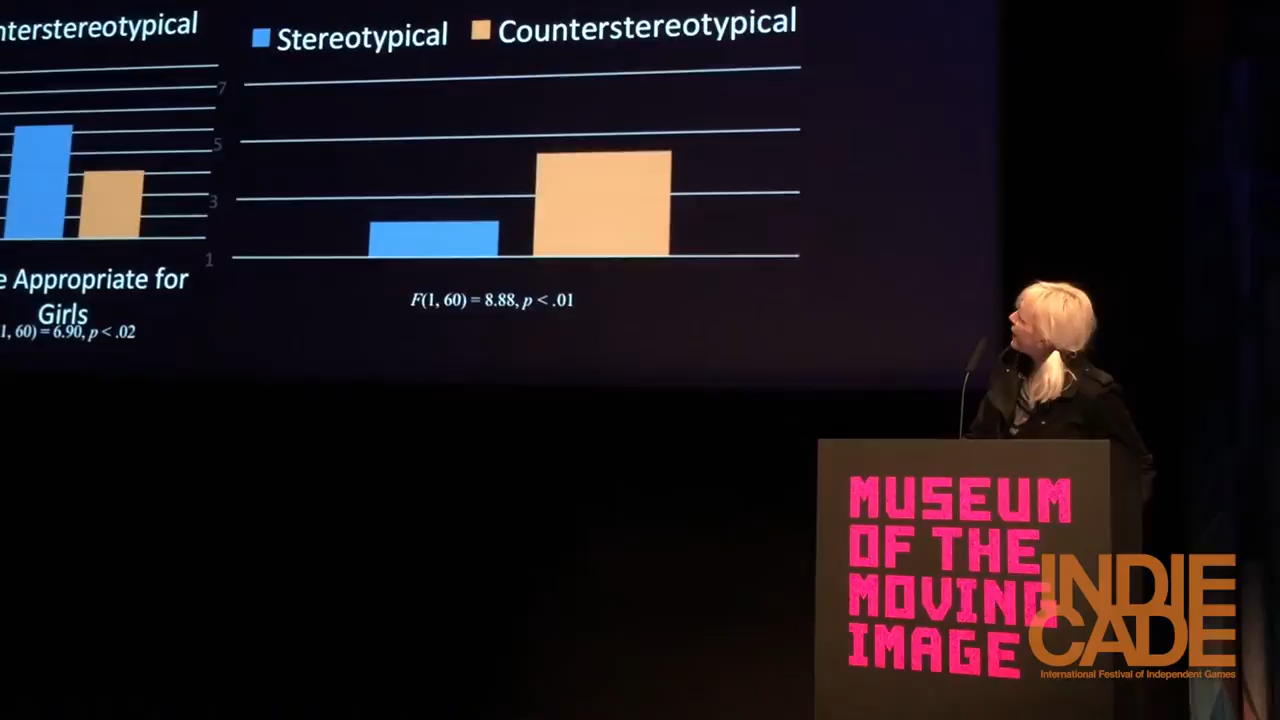 nterstereotypical
e Appropriate for
Girls
1, 60) = 6.90, p < .02
Stereotypical Counterstereotypical
7
5
3
1
F(1, 60) = 8.88, p < .01
MUSEUM
OF THE
MOVING
IMAGE
INDIE
CADE
International Festival of Independent Games